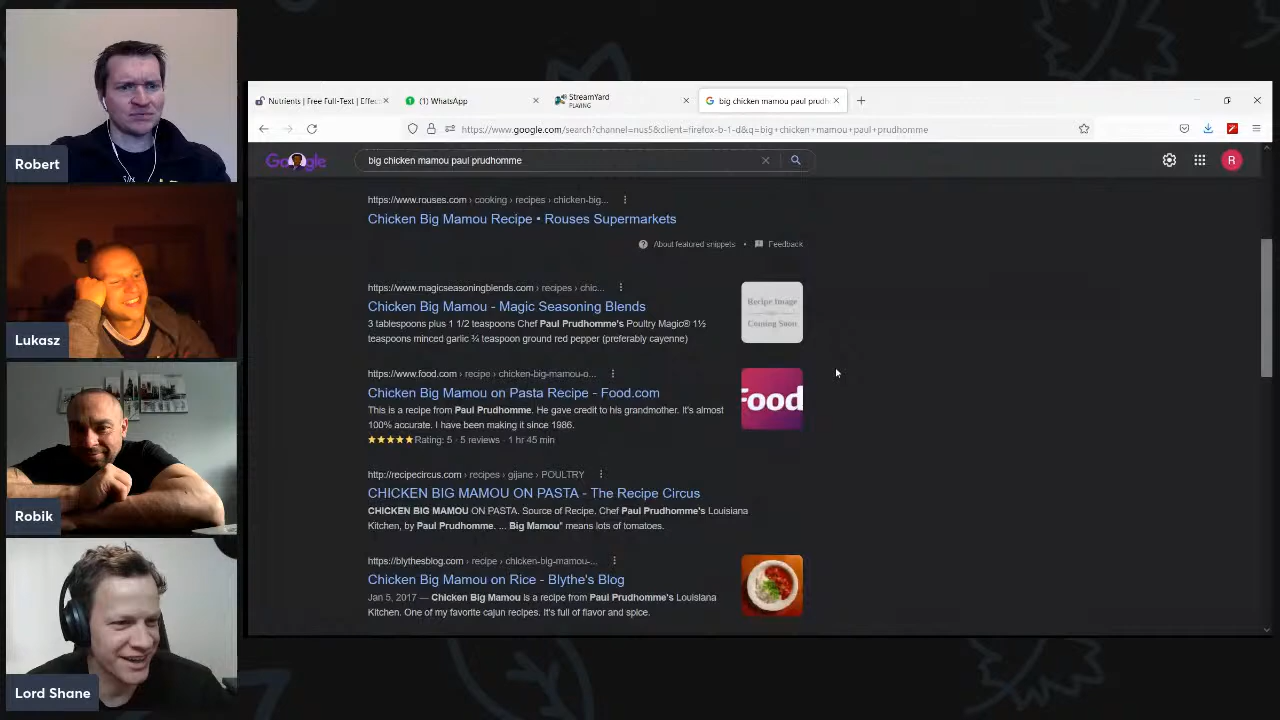 Robert
Lukasz
Robik
Lord Shane
Nutrients | Free Full-Text | Effec
(1) WhatsApp
StreamYard
PLAYING
big chicken mamou paul prudh
https://www.google.com/search?channel=nus5&client=firefox-b-1-d&q=big+chicken+mamou+paul+prudhomme
Google
big chicken mamou paul prudhomme
R
https://www.rouses.com › cooking › recipes › chicken-big...
Chicken Big Mamou Recipe • Rouses Supermarkets
About featured snippets • Feedback
https://www.magicseasoningblends.com › recipes › chic...
Chicken Big Mamou - Magic Seasoning Blends
3 tablespoons plus 1 1/2 teaspoons Chef Paul Prudhomme's Poultry Magic® 1½
teaspoons minced garlic ¾ teaspoon ground red pepper (preferably cayenne)
Recipe Image
Coming Soon
https://www.food.com › recipe › chicken-big-mamou-o...
Chicken Big Mamou on Pasta Recipe - Food.com
This is a recipe from Paul Prudhomme. He gave credit to his grandmother. It's almost
100% accurate. I have been making it since 1986.
Rating: 5 · 5 reviews · 1 hr 45 min
Food
http://recipecircus.com › recipes › gijane › POULTRY
CHICKEN BIG MAMOU ON PASTA - The Recipe Circus
CHICKEN BIG MAMOU ON PASTA. Source of Recipe. Chef Paul Prudhomme's Louisiana
Kitchen, by Paul Prudhomme. ... Big Mamou" means lots of tomatoes.
https://blythesblog.com › recipe › chicken-big-mamou-...
Chicken Big Mamou on Rice - Blythe's Blog
Jan 5, 2017 — Chicken Big Mamou is a recipe from Paul Prudhomme's Louisiana
Kitchen. One of my favorite cajun recipes. It's full of flavor and spice.